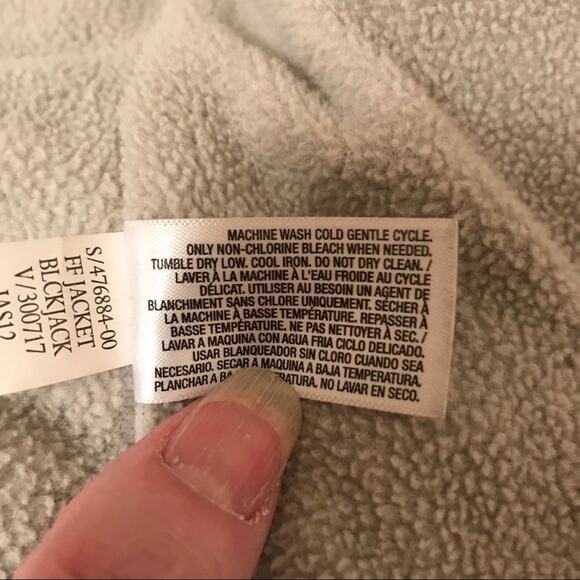 MACHINE WASH COLD GENTLE CYCLE.
ONLY NON-CHLORINE BLEACH WHEN NEEDED.
TUMBLE DRY LOW. COOL IRON. DO NOT DRY CLEAN. /
LAVER À LA MACHINE À L'EAU FROIDE AU CYCLE
DÉLICAT. UTILISER AU BESOIN UN AGENT DE
BLANCHIMENT SANS CHLORE UNIQUEMENT. SÉCHER À
LA MACHINE À BASSE TEMPÉRATURE. REPASSER À
BASSE TEMPÉRATURE. NE PAS NETTOYER À SEC. /
LAVAR A MAQUINA CON AGUA FRIA CICLO DELICADO.
USAR BLANQUEADOR SIN CLORO CUANDO SEA
NECESARIO. SECAR A MAQUINA A BAJA TEMPERATURA.
PLANCHAR A NO LAVAR EN SECO.
S/476884-00
FF JACKET
BLCKJACK
V/300717